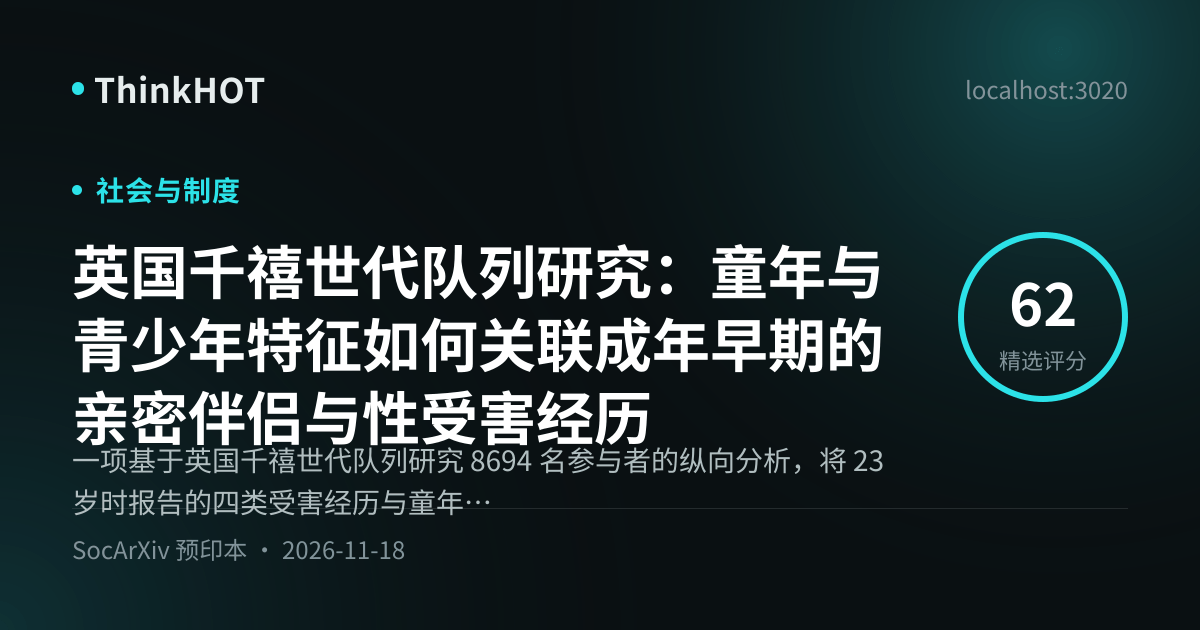 ThinkHOT
localhost:3020
社会与制度
英国千禧世代队列研究：童年与
青少年特征如何关联成年早期的
亲密伴侣与性受害经历
62
精选评分
一项基于英国千禧世代队列研究 8694 名参与者的纵向分析，将 23
岁时报告的四类受害经历与童年…
SocArXiv 预印本 · 2026-11-18